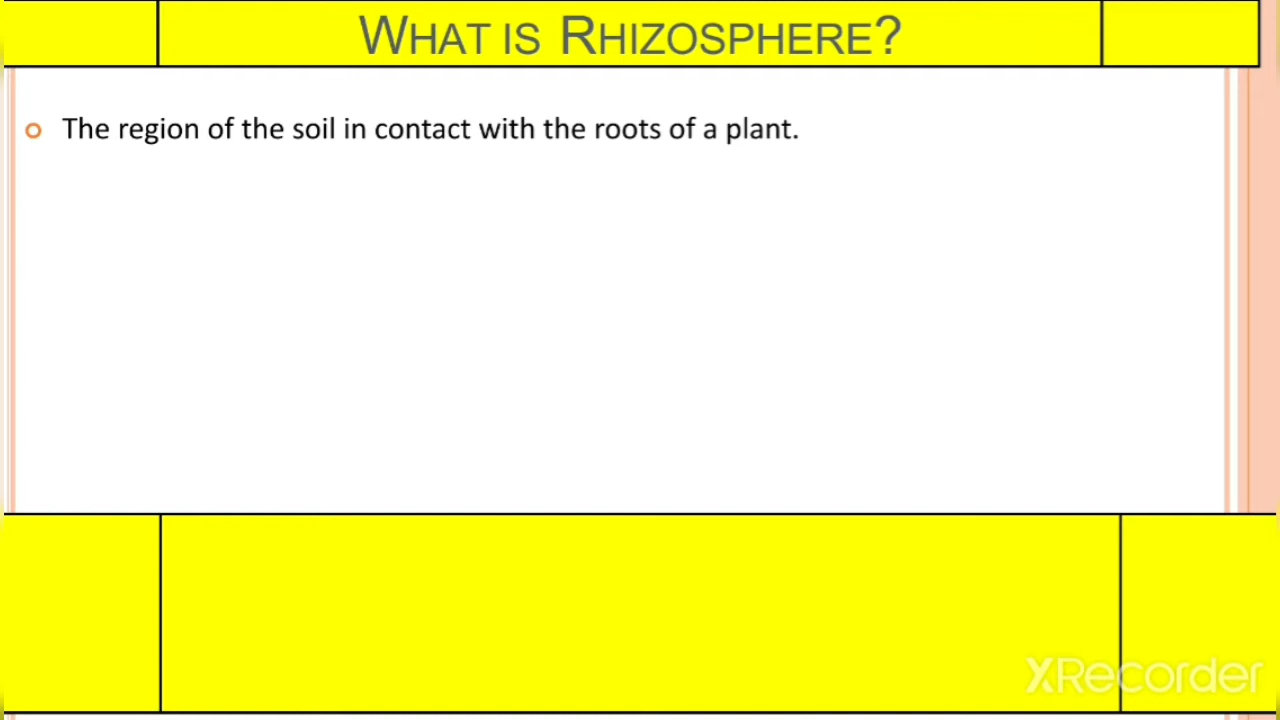 WHAT IS RHIZOSPHERE?
The region of the soil in contact with the roots of a plant.
XRecorder